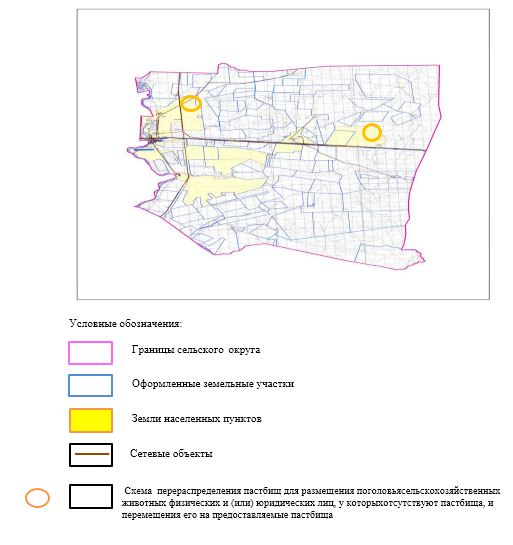 Условные обозначения:
Границы сельского округа
Оформленные земельные участки
Земли населенных пунктов
Сетевые объекты
Схема перераспределения пастбищ для размещения поголовьясельскохозяйственных
животных физических и (или) юридических лиц, у которыхотсутствуют пастбища, и
перемещения его на предоставляемые пастбища